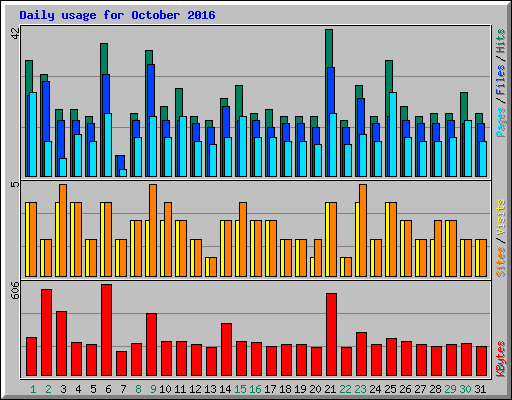 Daily usage for October 2016
42
Pages / Files / Hits
5
Sites / Visits
606
KBytes
1 2 3 4 5 6 7 8 9 10 11 12 13 14 15 16 17 18 19 20 21 22 23 24 25 26 27 28 29 30 31